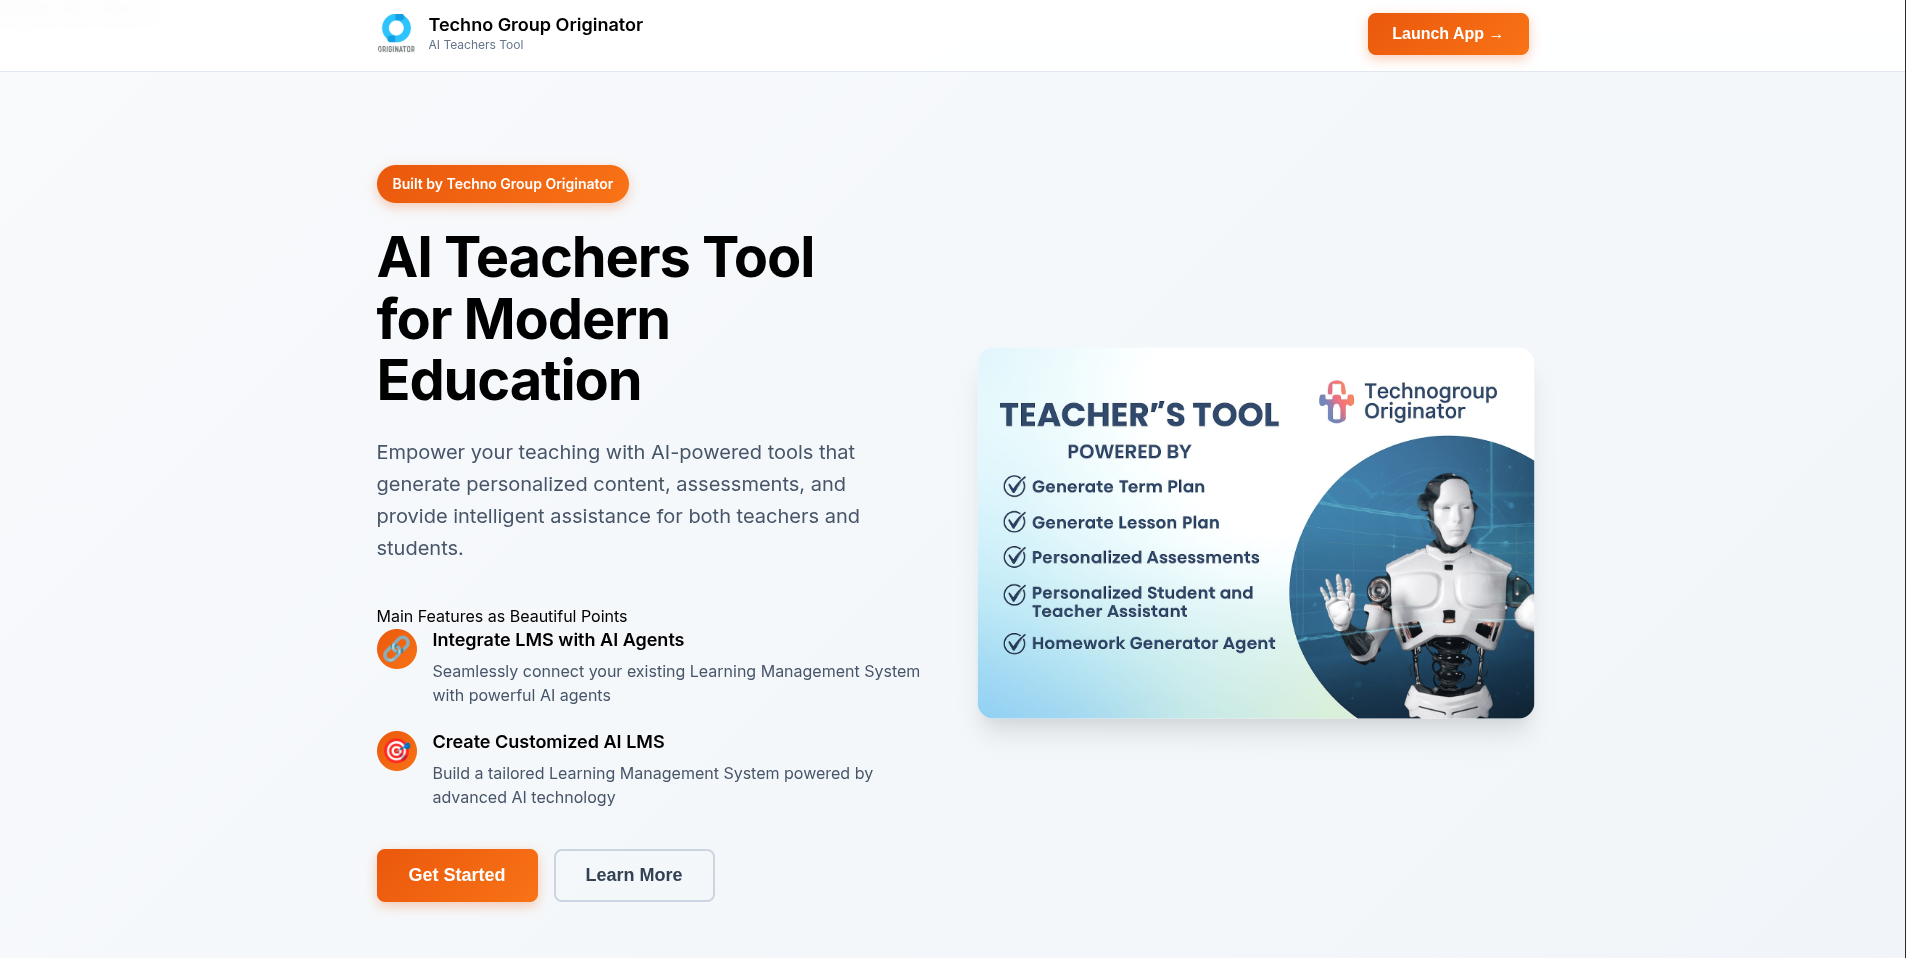 ORIGINATOR
Techno Group Originator
AI Teachers Tool
Launch App →
Built by Techno Group Originator
AI Teachers Tool
for Modern
Education
Empower your teaching with AI-powered tools that
generate personalized content, assessments, and
provide intelligent assistance for both teachers and
students.
Main Features as Beautiful Points
Integrate LMS with AI Agents
Seamlessly connect your existing Learning Management System
with powerful AI agents
Create Customized AI LMS
Build a tailored Learning Management System powered by
advanced AI technology
Get Started
Learn More
Technogroup
Originator
TEACHER’'S TOOL
POWERED BY
Generate Term Plan
Generate Lesson Plan
Personalized Assessments
Personalized Student and
Teacher Assistant
Homework Generator Agent